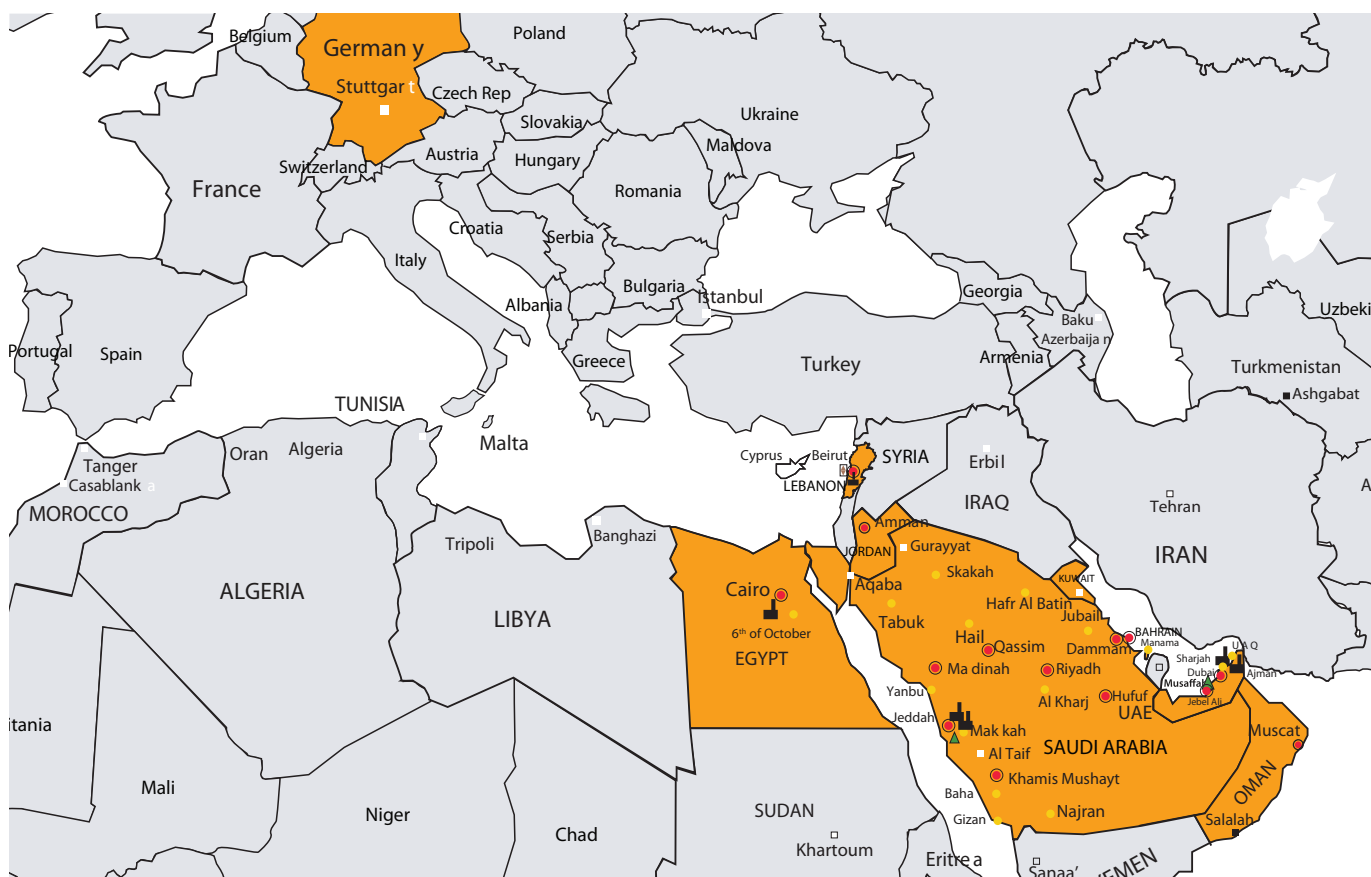 Belgium
German y
Poland
Stuttgar t
Czech Rep
Ukraine
Slovakia
Maldova
Switzerland
Austria
Hungary
France
Romania
Croatia
Serbia
Italy
Bulgaria
Georgia
Albania
Istanbul
Uzbeki
Baku
Azerbaija n
Portugal
Spain
Greece
Turkey
Armenia
Turkmenistan
Ashgabat
TUNISIA
Malta
Oran
Algeria
Cyprus
Beirut
SYRIA
Erbil
Tanger
Casablank a
LEBANON
A
MOROCCO
IRAQ
Tehran
Tripoli
Banghazi
Amman
JORDAN
Gurayyat
IRAN
Aqaba
Skakah
KUWAIT
ALGERIA
Cairo
Hafr Al Batin
LIBYA
Tabuk
Jubail
6th of October
Hail
Qassim
BAHRAIN
Dammam
Manama
U A Q
EGYPT
Sharjah
Ma dinah
Riyadh
Dubai
Ajman
Musaffah
Yanbu
Al Kharj
Hufuf
Jebel Ali
UAE
Jeddah
itania
Mak kah
Muscat
SAUDI ARABIA
Al Taif
Khamis Mushayt
Mali
OMAN
Baha
Niger
SUDAN
Najran
Gizan
Salalah
Chad
Khartoum
Eritre a
Sanaa'
YEMEN